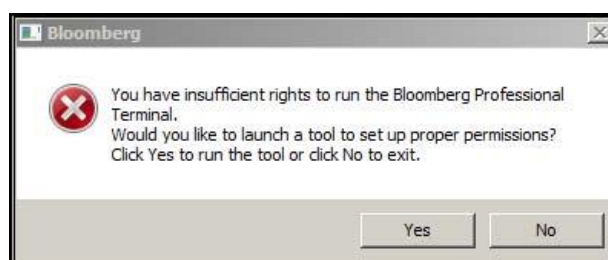 Bloomberg
You have insufficient rights to run the Bloomberg Professional
Terminal.
Would you like to launch a tool to set up proper permissions?
Click Yes to run the tool or click No to exit.
Yes
No